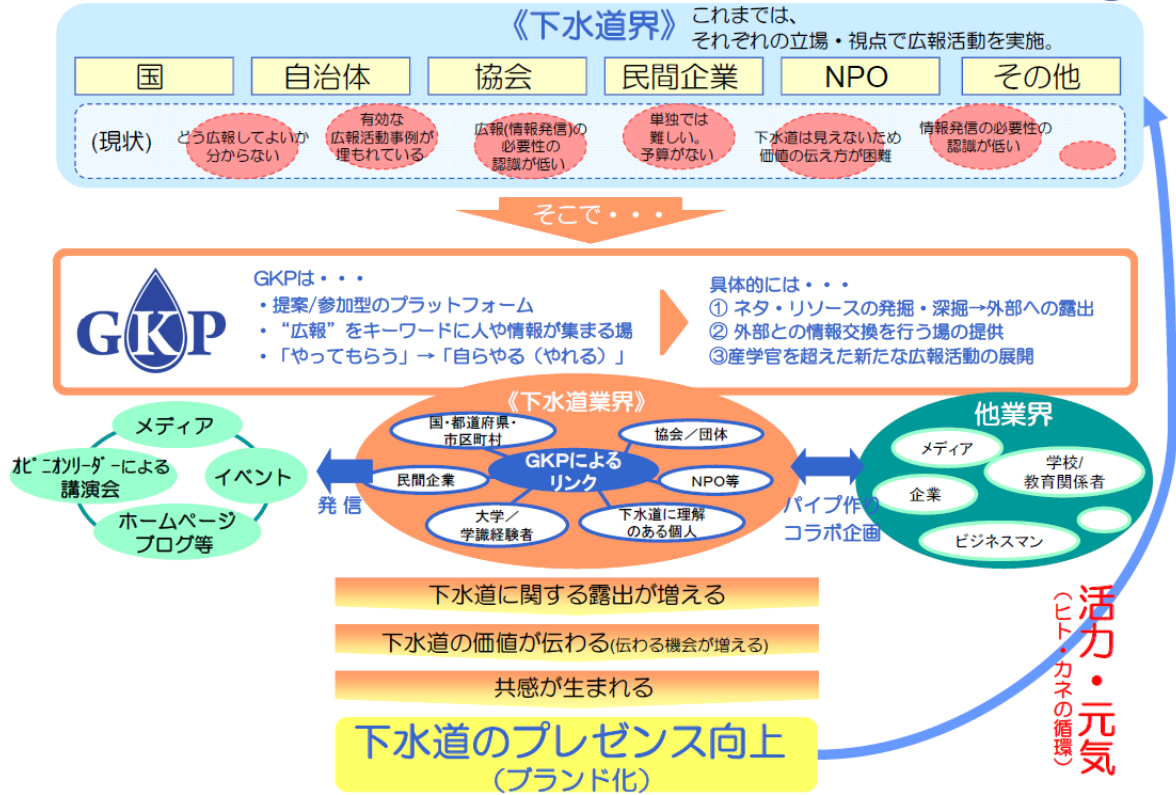 《下水道界》
これまでは、
それぞれの立場・視点で広報活動を実施。
国
自治体
協会
民間企業
NPO
その他
(現状)
どう広報してよいか
分からない
有効な
広報活動事例が
埋もれている
広報(情報発信)の
必要性の
認識が低い
単独では
難しい。
予算がない
下水道は見えないため
価値の伝え方が困難
情報発信の必要性の
認識が低い
そこで・・・
GKP
GKPは・・・
・提案/参加型のプラットフォーム
・“広報”をキーワードに人や情報が集まる場
・「やってもらう」→「自らやる(やれる)」
具体的には・・・
① ネタ・リソースの発掘・深掘→外部への露出
② 外部との情報交換を行う場の提供
③産学官を超えた新たな広報活動の展開
メディア
オピニオンリーダーによる
講演会
イベント
ホームページ
ブログ等
発 信
《下水道業界》
国・都道府県・
市区町村
協会/団体
民間企業
GKPによる
リンク
NPO等
大学/
学識経験者
下水道に理解
のある個人
パイプ作り
コラボ企画
他業界
メディア
学校/
教育関係者
企業
ビジネスマン
下水道に関する露出が増える
下水道の価値が伝わる(伝わる機会が増える)
共感が生まれる
下水道のプレゼンス向上
(ブランド化)
活力・元気
(ヒト・カネの循環)